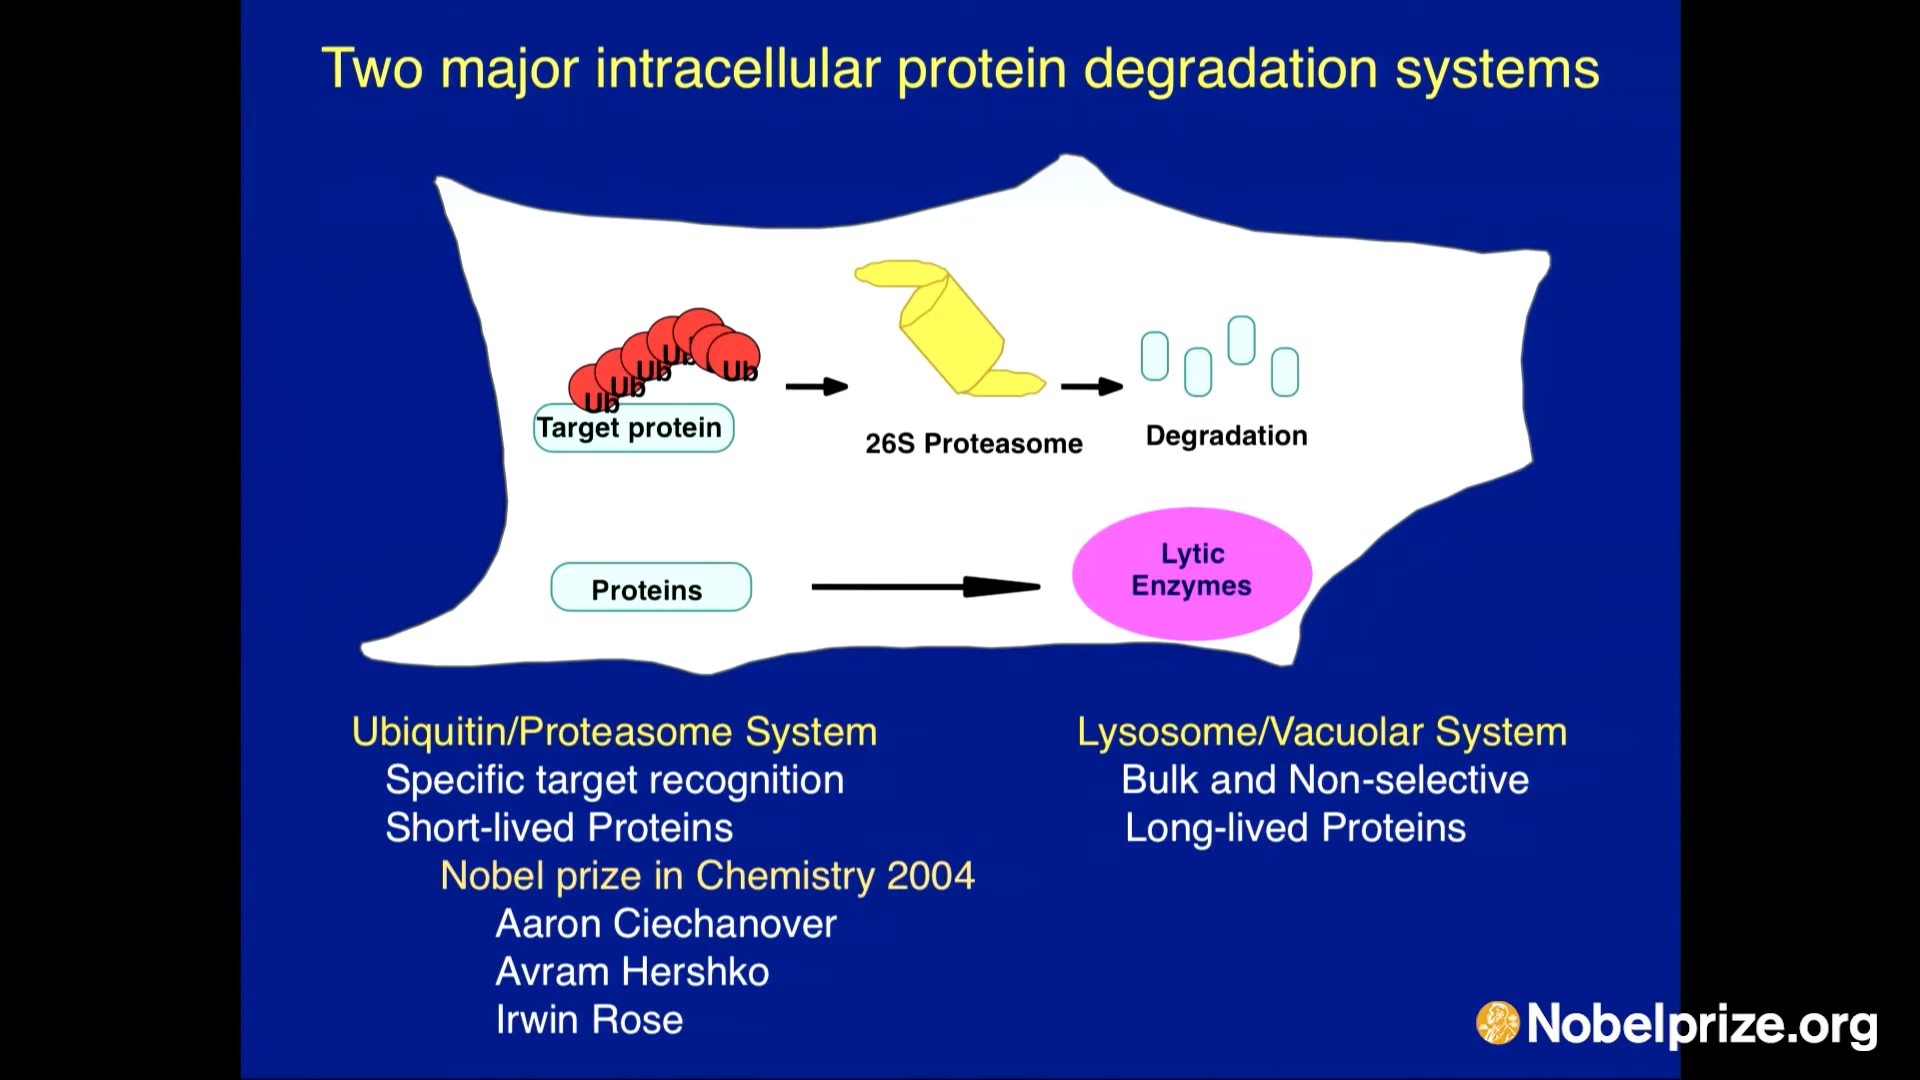 Two major intracellular protein degradation systems
Ub
Ub
Ub
Ub
Ub
Target protein
26S Proteasome
Degradation
Proteins
Lytic
Enzymes
Ubiquitin/Proteasome System
Specific target recognition
Short-lived Proteins
Nobel prize in Chemistry 2004
Aaron Ciechanover
Avram Hershko
Irwin Rose
Lysosome/Vacuolar System
Bulk and Non-selective
Long-lived Proteins
Nobelprize.org